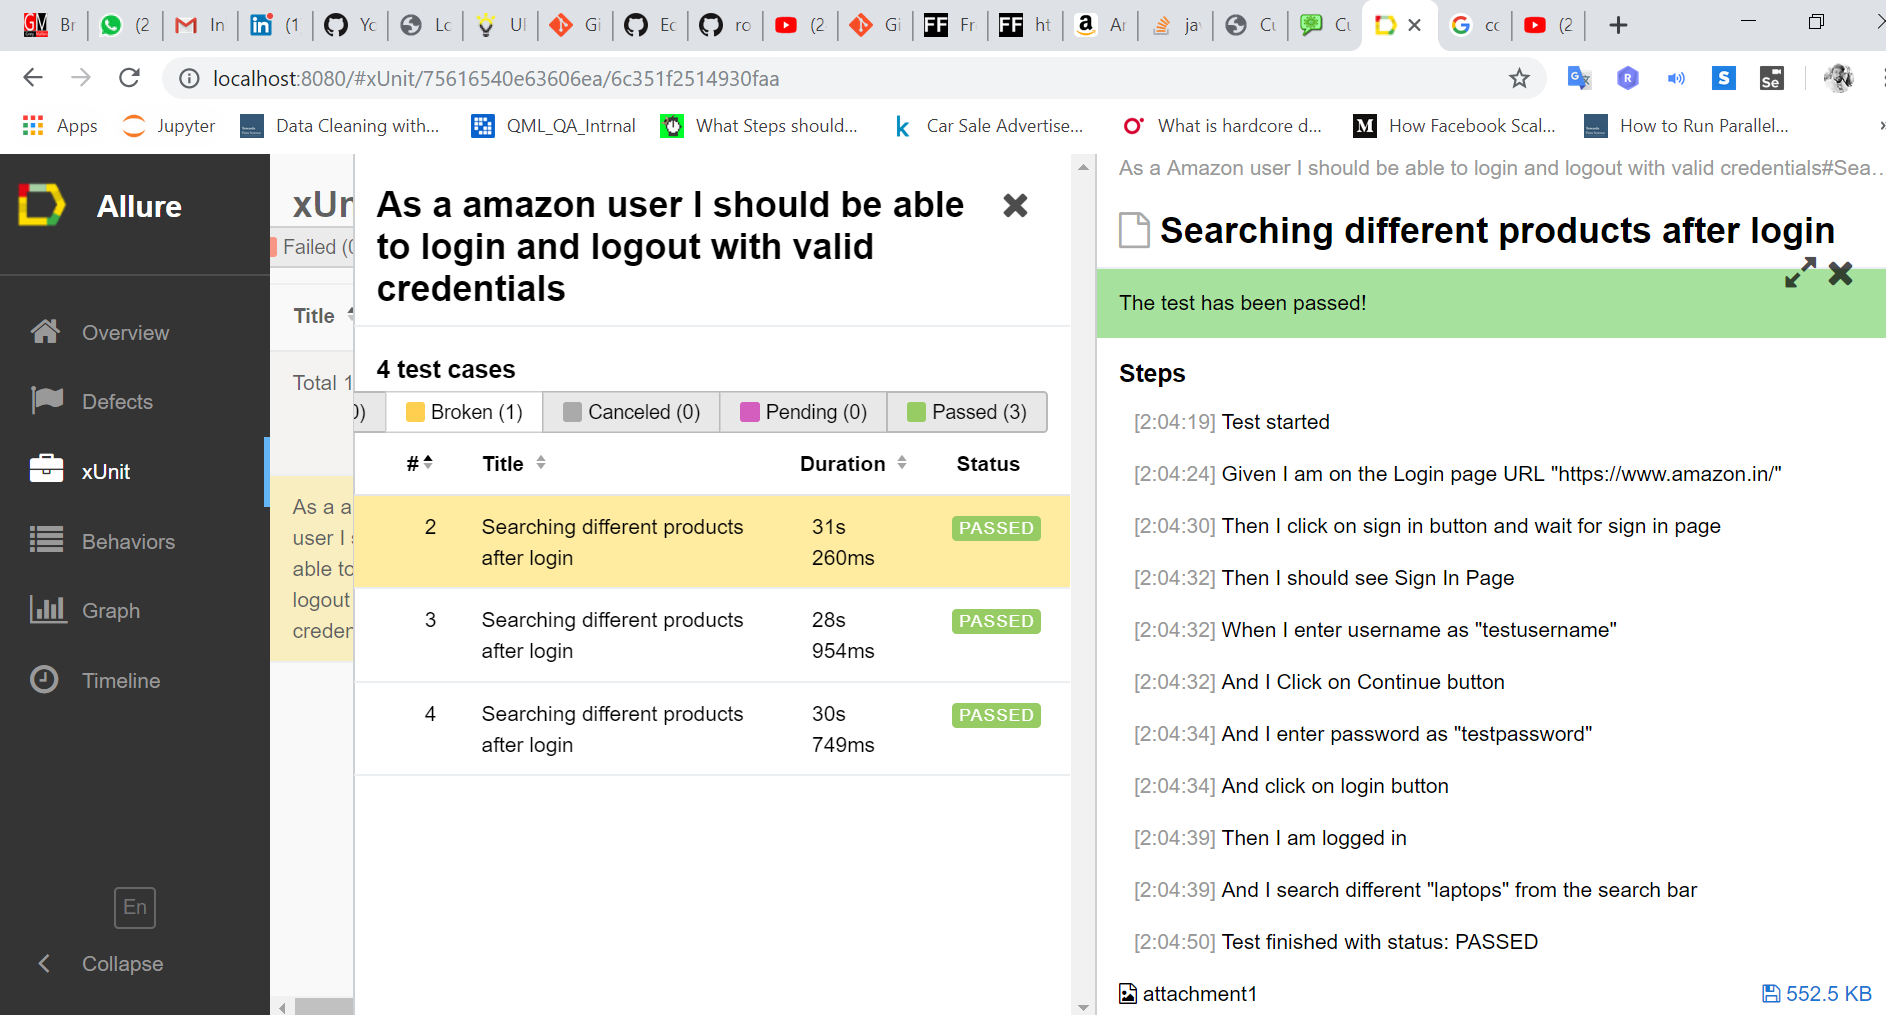 Br
(2
In
(1
Yc
Lc
Ul
Gi
Ec
ro
(2
Gi
FF Fr
FF ht
a Ar
jav
Cu
Cu
cc
(2
localhost:8080/#xUnit/75616540e63606ea/6c351f2514930faa
R
S
Se
Apps
Jupyter
Data Cleaning with...
QML_QA_Intrnal
What Steps should...
k Car Sale Advertise...
What is hardcore d...
M How Facebook Scal...
How to Run Parallel...
Allure
Overview
Defects
xUnit
Behaviors
Graph
Timeline
En
Collapse
xUn
Failed (0
Title
Total 1
As a a
user I s
able to
logout
creden
As a amazon user I should be able
to login and logout with valid
credentials
4 test cases
0)
Broken (1)
Canceled (0)
Pending (0)
Passed (3)
# Title Duration Status
2 Searching different products after login 31s 260ms PASSED
3 Searching different products after login 28s 954ms PASSED
4 Searching different products after login 30s 749ms PASSED
As a Amazon user I should be able to login and logout with valid credentials#Sea...
Searching different products after login
The test has been passed!
Steps
[2:04:19] Test started
[2:04:24] Given I am on the Login page URL "https://www.amazon.in/"
[2:04:30] Then I click on sign in button and wait for sign in page
[2:04:32] Then I should see Sign In Page
[2:04:32] When I enter username as "testusername"
[2:04:32] And I Click on Continue button
[2:04:34] And I enter password as "testpassword"
[2:04:34] And click on login button
[2:04:39] Then I am logged in
[2:04:39] And I search different "laptops" from the search bar
[2:04:50] Test finished with status: PASSED
attachment1
552.5 KB